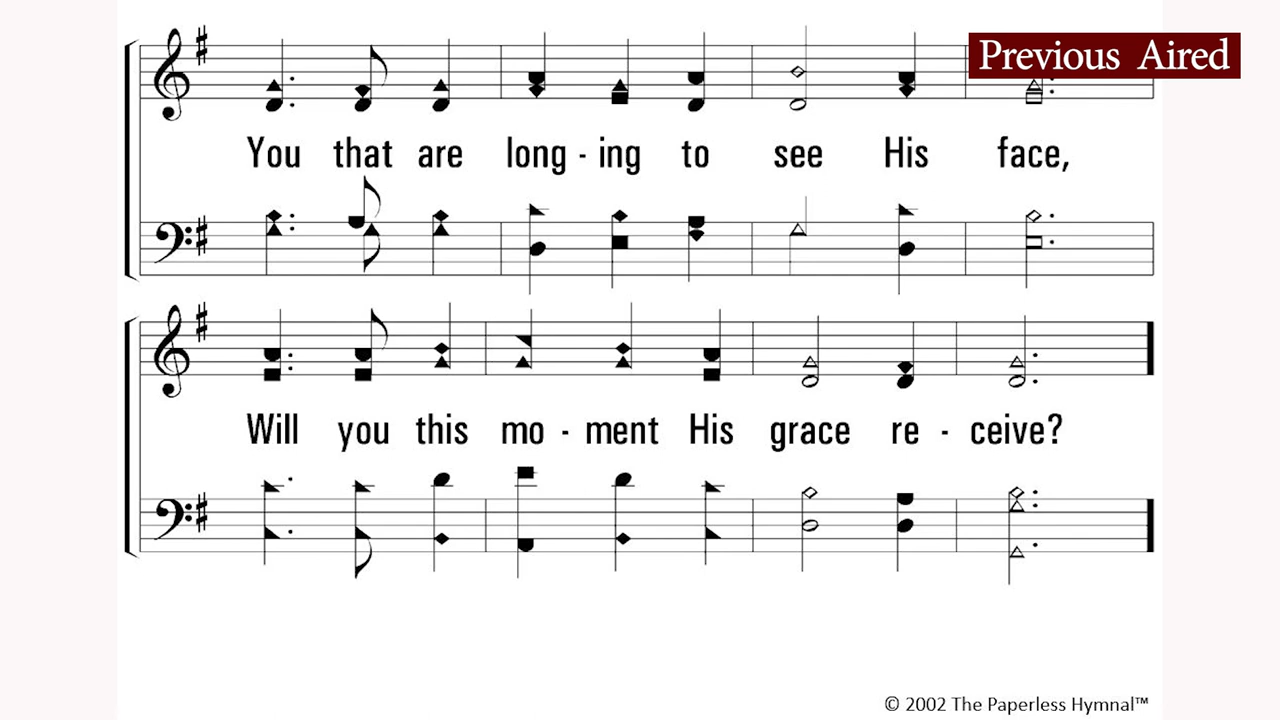 Previous Aired
You that are long - ing to see His face,
Will you this mo - ment His grace re - ceive?
© 2002 The Paperless Hymnal™